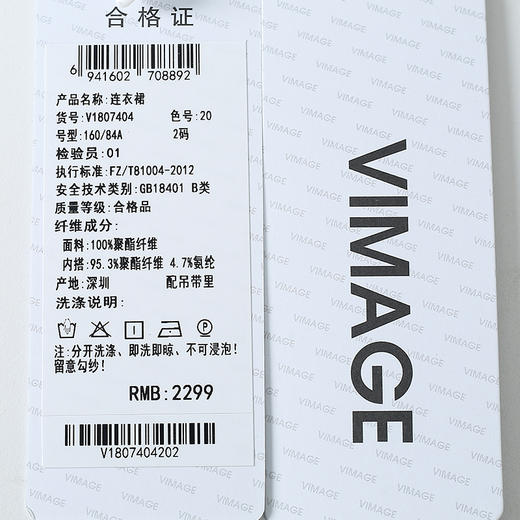 合格证
6 941602 708892
产品名称:连衣裙
货号:V1807404 色号:20
号型:160/84A 2码
检验员:01
执行标准:FZ/T81004-2012
安全技术类别:GB18401 B类
质量等级:合格品
纤维成分:
面料:100%聚酯纤维
内搭:95.3%聚酯纤维 4.7%氨纶
产地:深圳 配吊带里
洗涤说明:
注:分开洗涤、即洗即晾、不可浸泡!
留意勾纱!
RMB:2299
V1807404202
VIMAGE